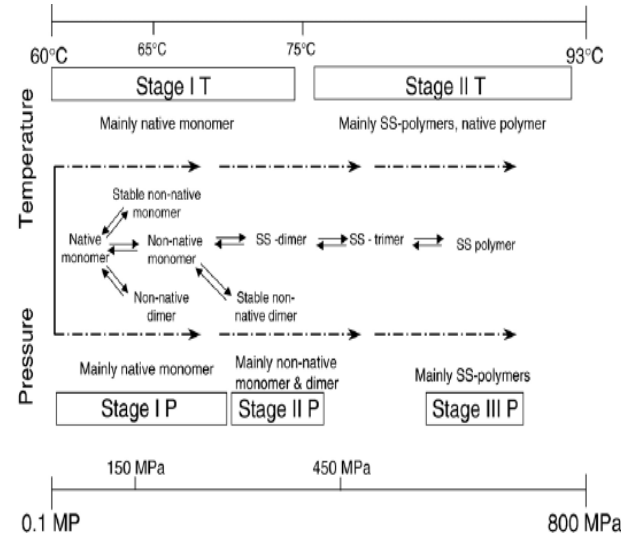 65°C
75°C
60°C
93°C
Stage I T
Stage II T
Mainly native monomer
Mainly SS-polymers, native polymer
Temperature
Stable non-native
monomer
Native
monomer
Non-native
monomer
SS -dimer
SS - trimer
SS polymer
Non-native
dimer
Stable non-
native dimer
Pressure
Mainly native monomer
Mainly non-native
monomer & dimer
Mainly SS-polymers
Stage I P
Stage II P
Stage III P
150 MPa
450 MPa
0.1 MP
800 MPa